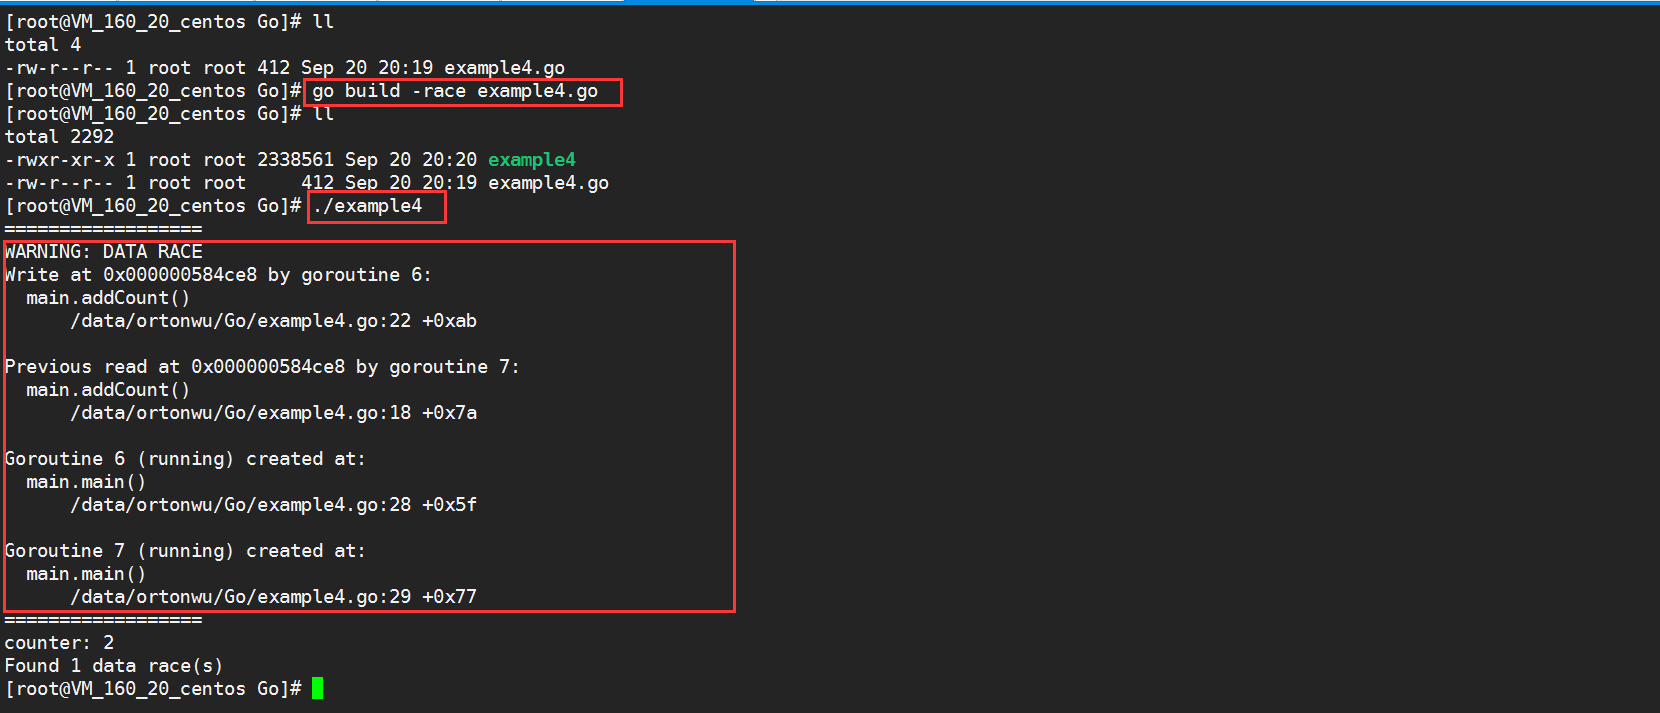 [root@VM_160_20_centos Go]# ll
total 4
-rw-r--r-- 1 root root 412 Sep 20 20:19 example4.go
[root@VM_160_20_centos Go]# go build -race example4.go
[root@VM_160_20_centos Go]# ll
total 2292
-rwxr-xr-x 1 root root 2338561 Sep 20 20:20 example4
-rw-r--r-- 1 root root     412 Sep 20 20:19 example4.go
[root@VM_160_20_centos Go]# ./example4
==================
WARNING: DATA RACE
Write at 0x000000584ce8 by goroutine 6:
  main.addCount()
      /data/ortonwu/Go/example4.go:22 +0xab

Previous read at 0x000000584ce8 by goroutine 7:
  main.addCount()
      /data/ortonwu/Go/example4.go:18 +0x7a

Goroutine 6 (running) created at:
  main.main()
      /data/ortonwu/Go/example4.go:28 +0x5f

Goroutine 7 (running) created at:
  main.main()
      /data/ortonwu/Go/example4.go:29 +0x77
==================
counter: 2
Found 1 data race(s)
[root@VM_160_20_centos Go]#